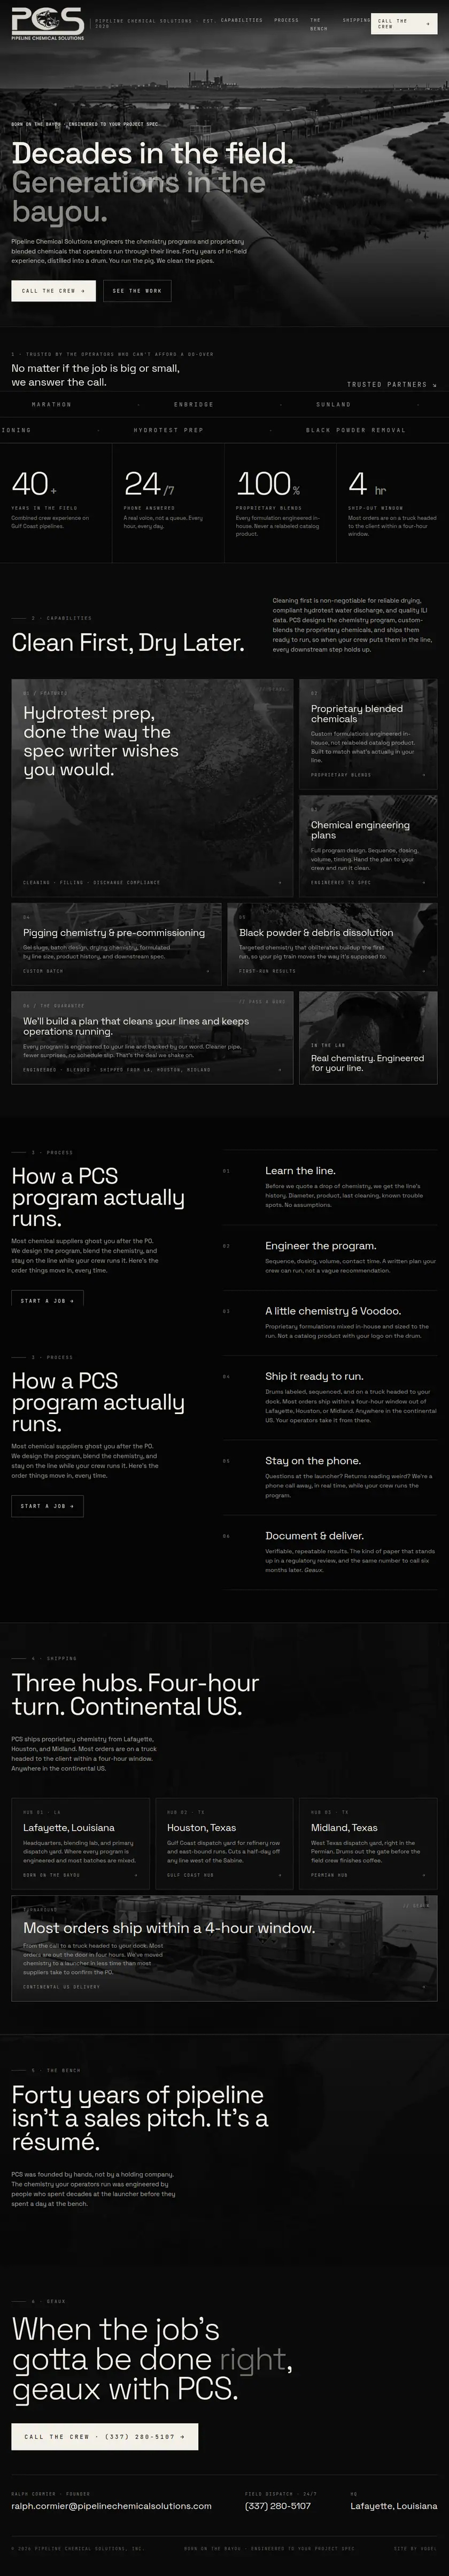 PCS
PIPELINE CHEMICAL SOLUTIONS
PIPELINE CHEMICAL SOLUTIONS · EST. 2020
CAPABILITIES
PROCESS
THE BENCH
SHIPPING
CALL THE CREW →
BORN ON THE BAYOU · ENGINEERED TO YOUR PROJECT SPEC
Decades in the field.
Generations in the
bayou.
Pipeline Chemical Solutions engineers the chemistry programs and proprietary
blended chemicals that operators run through their lines. Forty years of in-field
experience, distilled into a drum. You run the pig. We clean the pipes.
CALL THE CREW →
SEE THE WORK
1 · TRUSTED BY THE OPERATORS WHO CAN'T AFFORD A DO-OVER
No matter if the job is big or small,
we answer the call.
TRUSTED PARTNERS ↘
MARATHON · ENBRIDGE · SUNLAND ·
IONING · HYDROTEST PREP · BLACK POWDER REMOVAL
40+
YEARS IN THE FIELD
Combined crew experience on
Gulf Coast pipelines.
24/7
PHONE ANSWERED
A real voice, not a queue. Every
hour, every day.
100%
PROPRIETARY BLENDS
Every formulation engineered in-
house. Never a relabeled catalog
product.
4 hr
SHIP-OUT WINDOW
Most orders are on a truck headed
to the client within a four-hour
window.
2 · CAPABILITIES
Clean First, Dry Later.
Cleaning first is non-negotiable for reliable drying,
compliant hydrotest water discharge, and quality ILI
data. PCS designs the chemistry program, custom-
blends the proprietary chemicals, and ships them
ready to run, so when your crew puts them in the line,
every downstream step holds up.
01 / FEATURED
Hydrotest prep,
done the way the
spec writer wishes
you would.
CLEANING · FILLING · DISCHARGE COMPLIANCE →
02
Proprietary blended
chemicals
Custom formulations engineered in-
house, not relabeled catalog product.
Built to match what's actually in your
line.
PROPRIETARY BLENDS →
03
Chemical engineering
plans
Full program design. Sequence, dosing,
volume, timing. Hand the plan to your
crew and run it clean.
ENGINEERED TO SPEC →
04
Pigging chemistry & pre-commissioning
Gel slugs, batch design, drying chemistry, formulated
by line size, product history, and downstream spec.
CUSTOM BATCH →
05
Black powder & debris dissolution
Targeted chemistry that obliterates buildup the first
run, so your pig train moves the way it's supposed to.
FIRST-RUN RESULTS →
06 / THE GUARANTEE
We'll build a plan that cleans your lines and keeps
operations running.
Every program is engineered to your line and backed by our word. Cleaner pipe,
fewer surprises, no schedule slip. That's the deal we shake on.
ENGINEERED · BLENDED · SHIPPED FROM LA, HOUSTON, MIDLAND →
IN THE LAB
Real chemistry. Engineered
for your line.
3 · PROCESS
How a PCS
program actually
runs.
Most chemical suppliers ghost you after the PO.
We design the program, blend the chemistry, and
stay on the line while your crew runs it. Here's the
order things move in, every time.
START A JOB →
3 · PROCESS
How a PCS
program actually
runs.
Most chemical suppliers ghost you after the PO.
We design the program, blend the chemistry, and
stay on the line while your crew runs it. Here's the
order things move in, every time.
START A JOB →
01
Learn the line.
Before we quote a drop of chemistry, we get the line's
history. Diameter, product, last cleaning, known trouble
spots. No assumptions.
02
Engineer the program.
Sequence, dosing, volume, contact time. A written plan your
crew can run, not a vague recommendation.
03
A little chemistry & Voodoo.
Proprietary formulations mixed in-house and sized to the
run. Not a catalog product with your logo on the drum.
04
Ship it ready to run.
Drums labeled, sequenced, and on a truck headed to your
dock. Most orders ship within a four-hour window out of
Lafayette, Houston, or Midland. Anywhere in the continental
US. Your operators take it from there.
05
Stay on the phone.
Questions at the launcher? Returns reading weird? We're a
phone call away, in real time, while your crew runs the
program.
06
Document & deliver.
Verifiable, repeatable results. The kind of paper that stands
up in a regulatory review, and the same number to call six
months later. Geaux.
4 · SHIPPING
Three hubs. Four-hour
turn. Continental US.
PCS ships proprietary chemistry from Lafayette,
Houston, and Midland. Most orders are on a truck
headed to the client within a four-hour window.
Anywhere in the continental US.
HUB 01 · LA
Lafayette, Louisiana
Headquarters, blending lab, and primary
dispatch yard. Where every program is
engineered and most batches are mixed.
BORN ON THE BAYOU →
HUB 02 · TX
Houston, Texas
Gulf Coast dispatch yard for refinery row
and east-bound runs. Cuts a half-day off
any line west of the Sabine.
GULF COAST HUB →
HUB 03 · TX
Midland, Texas
West Texas dispatch yard, right in the
Permian. Drums out the gate before the
field crew finishes coffee.
PERMIAN HUB →
TURNAROUND
Most orders ship within a 4-hour window.
From the call to a truck headed to your dock. Most
orders are out the door in four hours. We've moved
chemistry to a launcher in less time than most
suppliers take to confirm the PO.
CONTINENTAL US DELIVERY →
5 · THE BENCH
Forty years of pipeline
isn't a sales pitch. It's a
résumé.
PCS was founded by hands, not by a holding company.
The chemistry your operators run was engineered by
people who spent decades at the launcher before they
spent a day at the bench.
6 · GEAUX
When the job's
gotta be done right,
geaux with PCS.
CALL THE CREW · (337) 280-5107 →
RALPH CORMIER · FOUNDER
ralph.cormier@pipelinechemicalsolutions.com
FIELD DISPATCH · 24/7
(337) 280-5107
HQ
Lafayette, Louisiana
© 2026 PIPELINE CHEMICAL SOLUTIONS, INC.
BORN ON THE BAYOU · ENGINEERED TO YOUR PROJECT SPEC
SITE BY VOGEL